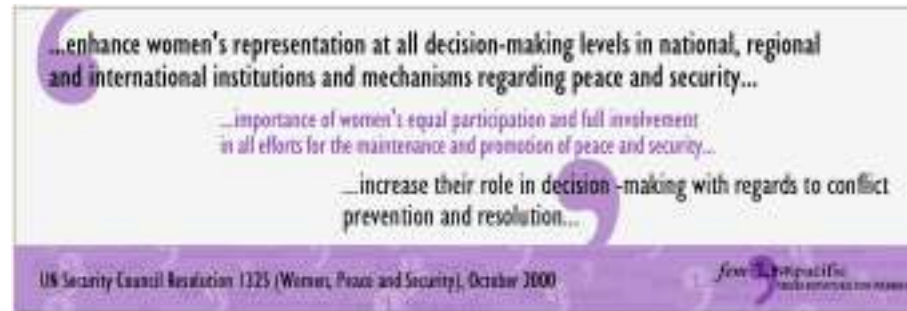 ...enhance women's representation at all decision-making levels in national, regional
and international institutions and mechanisms regarding peace and security...
...importance of women's equal participation and full involvement
in all efforts for the maintenance and promotion of peace and security...
...increase their role in decision -making with regards to conflict
prevention and resolution...
UN Security Council Resolution 1325 (Women, Peace and Security), October 2000